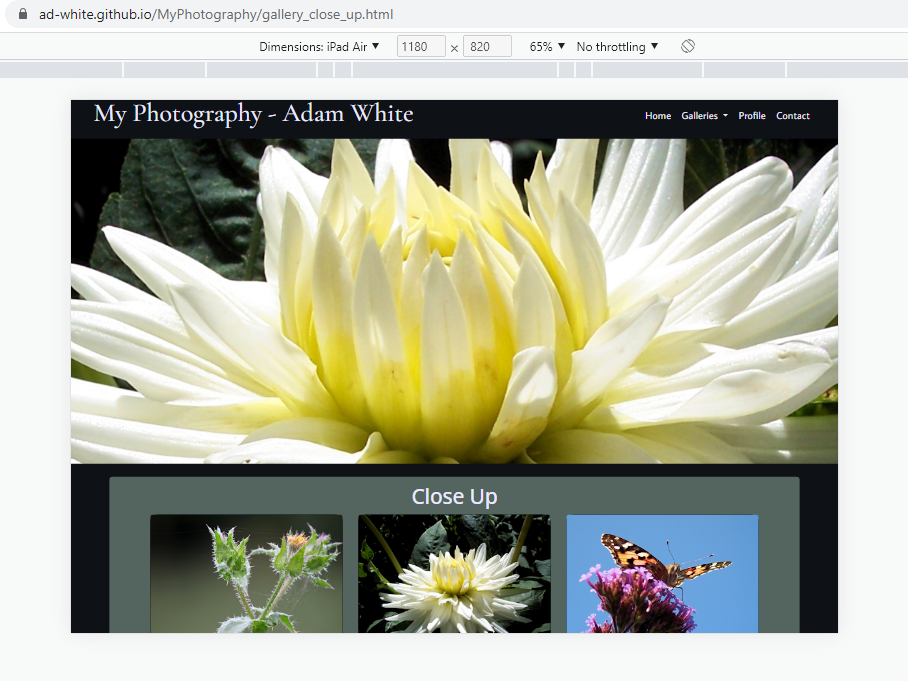 ad-white.github.io/MyPhotography/gallery_close_up.html
Dimensions: iPad Air ▼ 1180 × 820 65% ▼ No throttling ▼
My Photography - Adam White
Home Galleries Profile Contact
Close Up